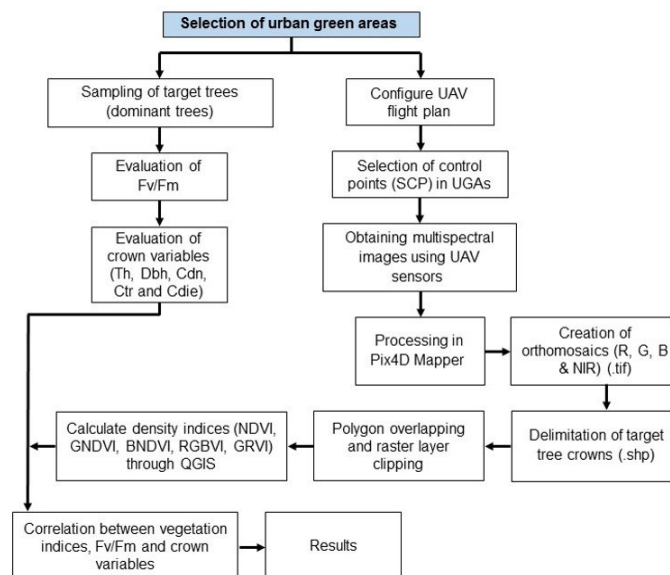 Selection of urban green areas
Sampling of target trees
(dominant trees)
Configure UAV
flight plan
Evaluation of
Fv/Fm
Selection of control
points (SCP) in UGAs
Evaluation of
crown variables
(Th, Dbh, Cdn,
Ctr and Cdie)
Obtaining multispectral
images using UAV
sensors
Processing in
Pix4D Mapper
Creation of
orthomosaics (R, G, B
& NIR) (.tif)
Calculate density indices (NDVI,
GNDVI, BNDVI, RGBVI, GRVI)
through QGIS
Polygon overlapping
and raster layer
clipping
Delimitation of target
tree crowns (.shp)
Correlation between vegetation
indices, Fv/Fm and crown
variables
Results